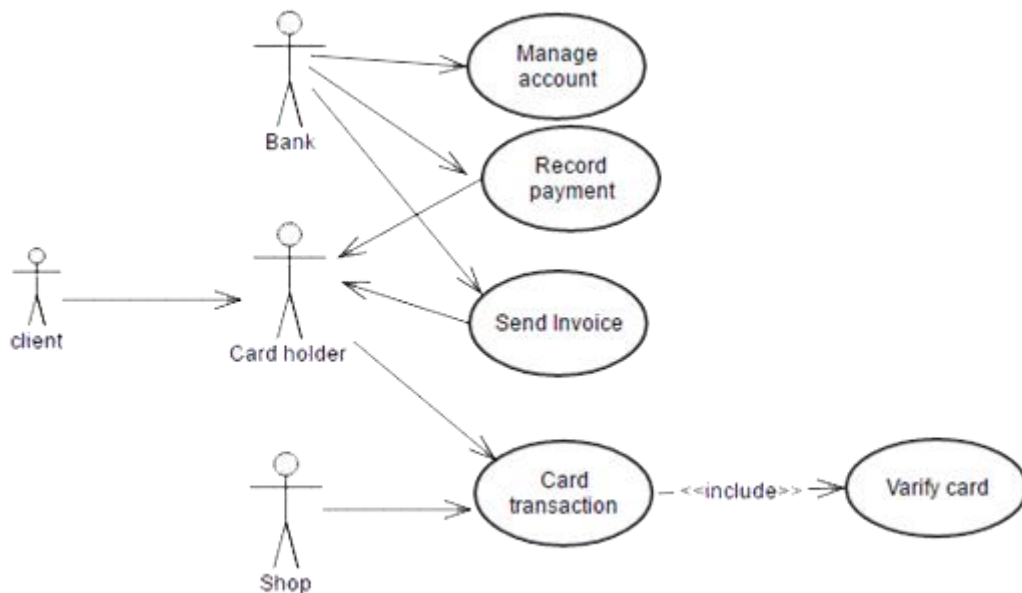 Manage
account
Bank
Record
payment
client
Card holder
Send Invoice
Card
transaction
<<include>>
Varify card
Shop